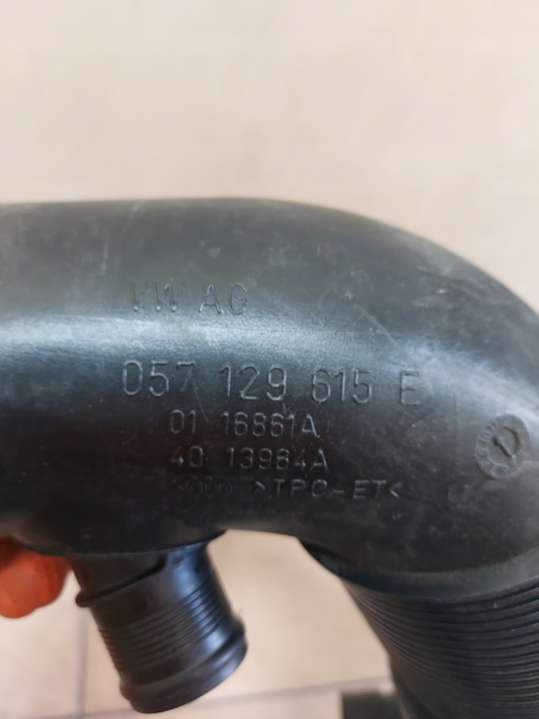 VW AG
057 129 615 E
01 16861A
40 13964A
>TPC-ET<